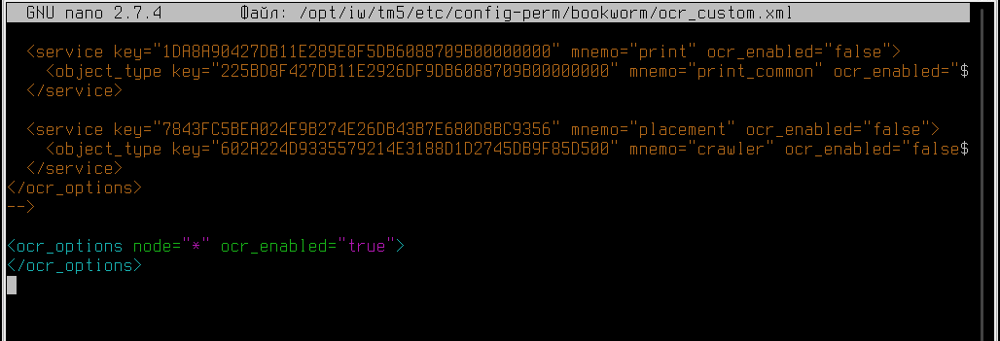 GNU nano 2.7.4 Файл: /opt/iw/tm5/etc/config-perm/bookworm/ocr_custom.xml
<service key="1DA8A90427DB11E289E8F5DB6088709B00000000" mnemo="print" ocr_enabled="false">
<object_type key="225BD8F427DB11E2926DF9DB6088709B00000000" mnemo="print_common" ocr_enabled="$
</service>
<service key="7843FC5BEA024E9B274E26DB43B7E680D8BC9356" mnemo="placement" ocr_enabled="false">
<object_type key="602A224D9335579214E3188D1D2745DB9F85D500" mnemo="crawler" ocr_enabled="false$
</service>
</ocr_options>
-->
<ocr_options node="*" ocr_enabled="true">
</ocr_options>